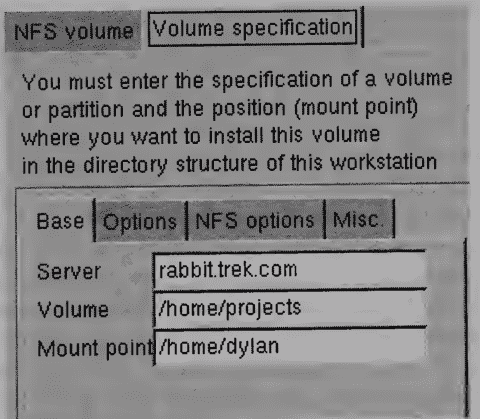 NFS volume Volume specification
You must enter the specification of a volume
or partition and the position (mount point)
where you want to install this volume
in the directory structure of this workstation
Base Options NFS options Misc.
Server rabbit.trek.com
Volume /home/projects
Mount point /home/dylan